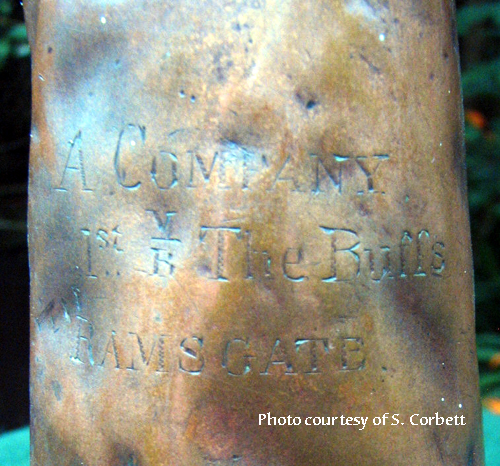 A COMPANY.
1st V/B The Buffs
RAMSGATE.
Photo courtesy of S. Corbett